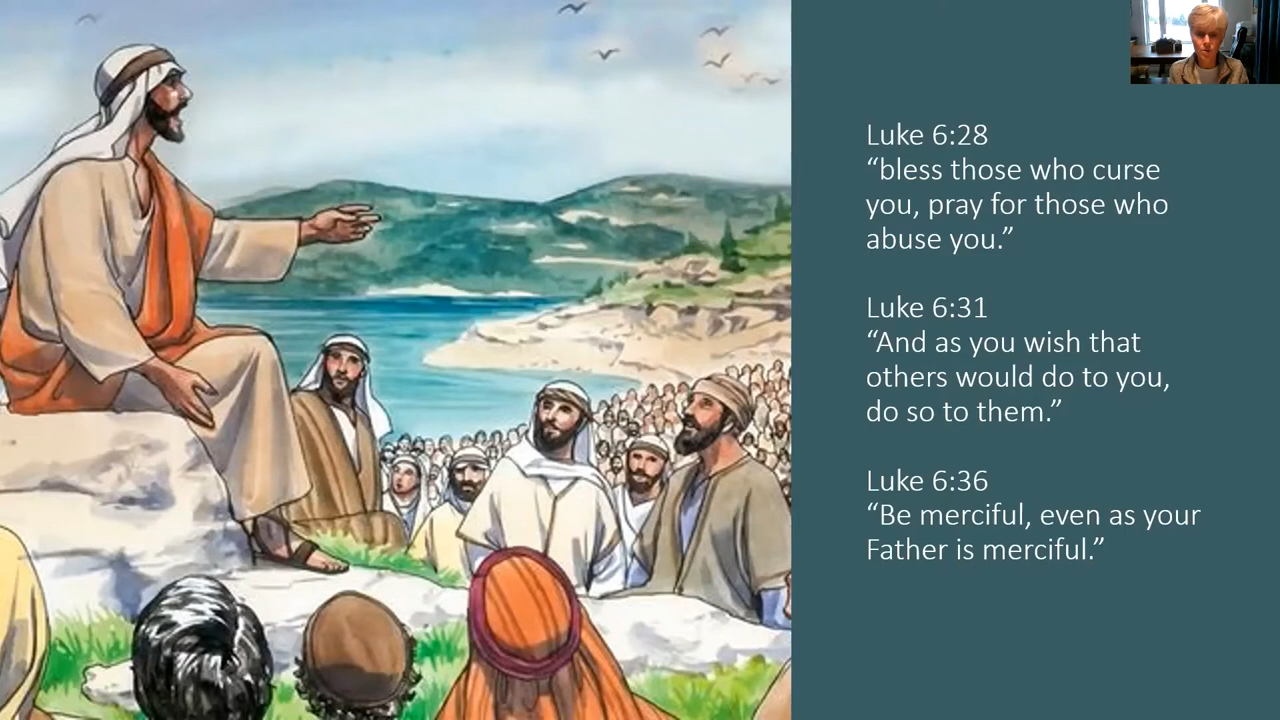 Luke 6:28
“bless those who curse
you, pray for those who
abuse you.”
Luke 6:31
“And as you wish that
others would do to you,
do so to them.”
Luke 6:36
“Be merciful, even as your
Father is merciful.”